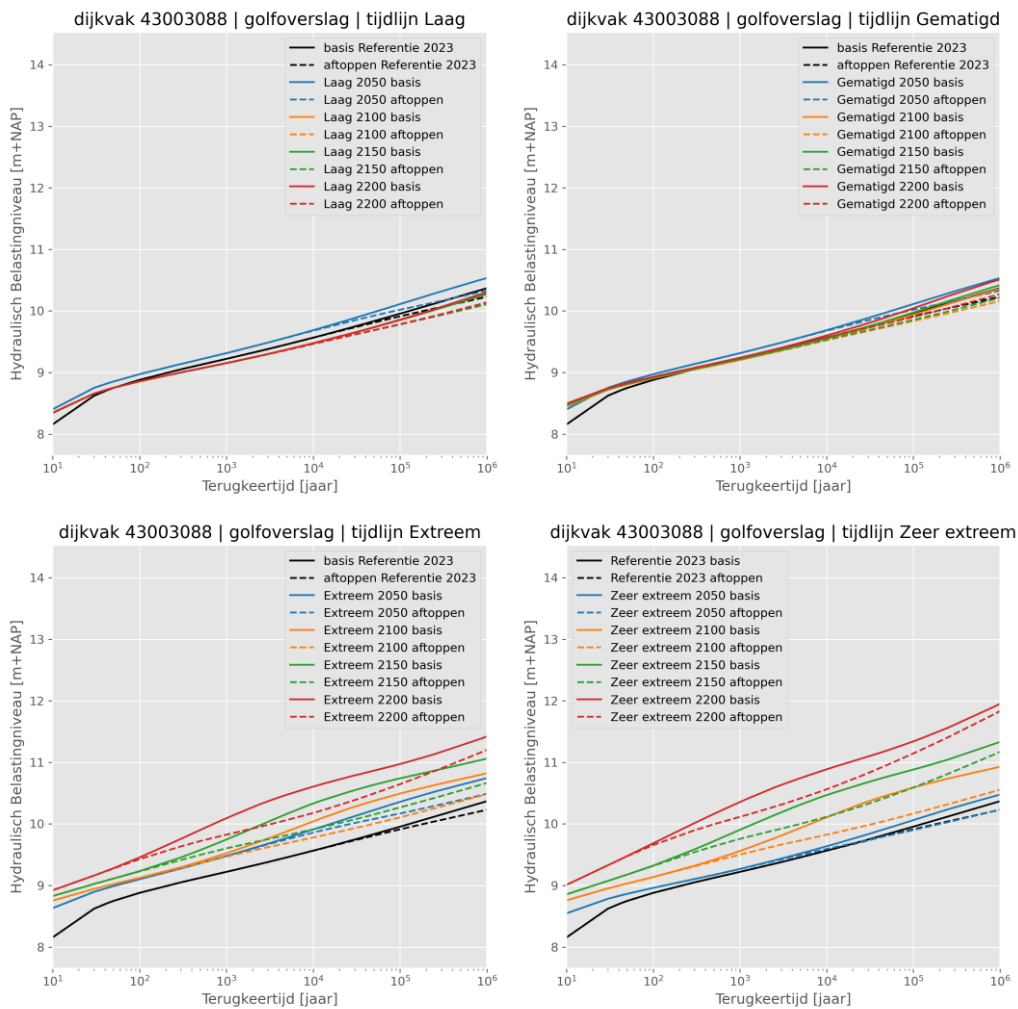 dijkvak 43003088 | golfoverslag | tijdlijn Laag
basis Referentie 2023
aftoppen Referentie 2023
Laag 2050 basis
Laag 2050 aftoppen
Laag 2100 basis
Laag 2100 aftoppen
Laag 2150 basis
Laag 2150 aftoppen
Laag 2200 basis
Laag 2200 aftoppen
Hydraulisch Belastingniveau [m+NAP]
14
13
12
11
10
9
8
10¹ 10² 10³ 10⁴ 10⁵ 10⁶
Terugkeertijd [jaar]
dijkvak 43003088 | golfoverslag | tijdlijn Gematigd
basis Referentie 2023
aftoppen Referentie 2023
Gematigd 2050 basis
Gematigd 2050 aftoppen
Gematigd 2100 basis
Gematigd 2100 aftoppen
Gematigd 2150 basis
Gematigd 2150 aftoppen
Gematigd 2200 basis
Gematigd 2200 aftoppen
Hydraulisch Belastingniveau [m+NAP]
14
13
12
11
10
9
8
10¹ 10² 10³ 10⁴ 10⁵ 10⁶
Terugkeertijd [jaar]
dijkvak 43003088 | golfoverslag | tijdlijn Extreem
basis Referentie 2023
aftoppen Referentie 2023
Extreem 2050 basis
Extreem 2050 aftoppen
Extreem 2100 basis
Extreem 2100 aftoppen
Extreem 2150 basis
Extreem 2150 aftoppen
Extreem 2200 basis
Extreem 2200 aftoppen
Hydraulisch Belastingniveau [m+NAP]
14
13
12
11
10
9
8
10¹ 10² 10³ 10⁴ 10⁵ 10⁶
Terugkeertijd [jaar]
dijkvak 43003088 | golfoverslag | tijdlijn Zeer extreem
Referentie 2023 basis
Referentie 2023 aftoppen
Zeer extreem 2050 basis
Zeer extreem 2050 aftoppen
Zeer extreem 2100 basis
Zeer extreem 2100 aftoppen
Zeer extreem 2150 basis
Zeer extreem 2150 aftoppen
Zeer extreem 2200 basis
Zeer extreem 2200 aftoppen
Hydraulisch Belastingniveau [m+NAP]
14
13
12
11
10
9
8
10¹ 10² 10³ 10⁴ 10⁵ 10⁶
Terugkeertijd [jaar]